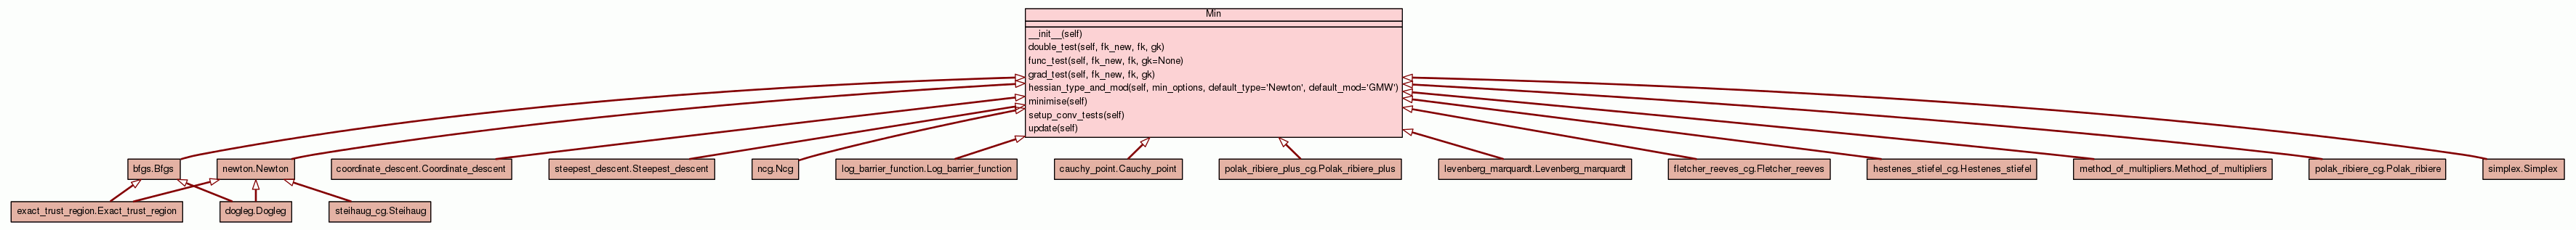 Min
__init__(self)
double_test(self, fk_new, fk, gk)
func_test(self, fk_new, fk, gk=None)
grad_test(self, fk_new, fk, gk)
hessian_type_and_mod(self, min_options, default_type='Newton', default_mod='GMW')
minimise(self)
setup_conv_tests(self)
update(self)
bfgs.Bfgs
newton.Newton
coordinate_descent.Coordinate_descent
steepest_descent.Steepest_descent
ncg.Ncg
log_barrier_function.Log_barrier_function
cauchy_point.Cauchy_point
polak_ribiere_plus_cg.Polak_ribiere_plus
levenberg_marquardt.Levenberg_marquardt
fletcher_reeves_cg.Fletcher_reeves
hestenes_stiefel_cg.Hestenes_stiefel
method_of_multipliers.Method_of_multipliers
polak_ribiere_cg.Polak_ribiere
simplex.Simplex
exact_trust_region.Exact_trust_region
dogleg.Dogleg
steihaug_cg.Steihaug